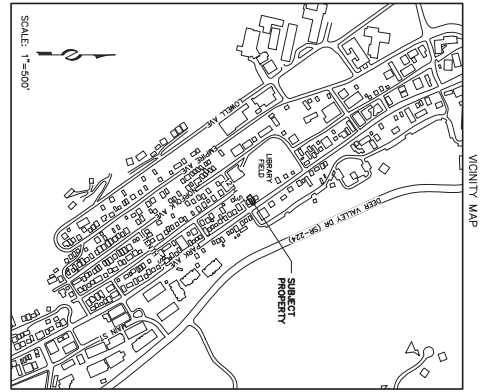 VICINITY MAP
SCALE: 1"=500'
LOWELL AVE
EMPIRE AVE
LIBRARY
FIELD
DEER VALLEY DR (SR-224)
SUBJECT
PROPERTY
PARK AVE
MAIN ST